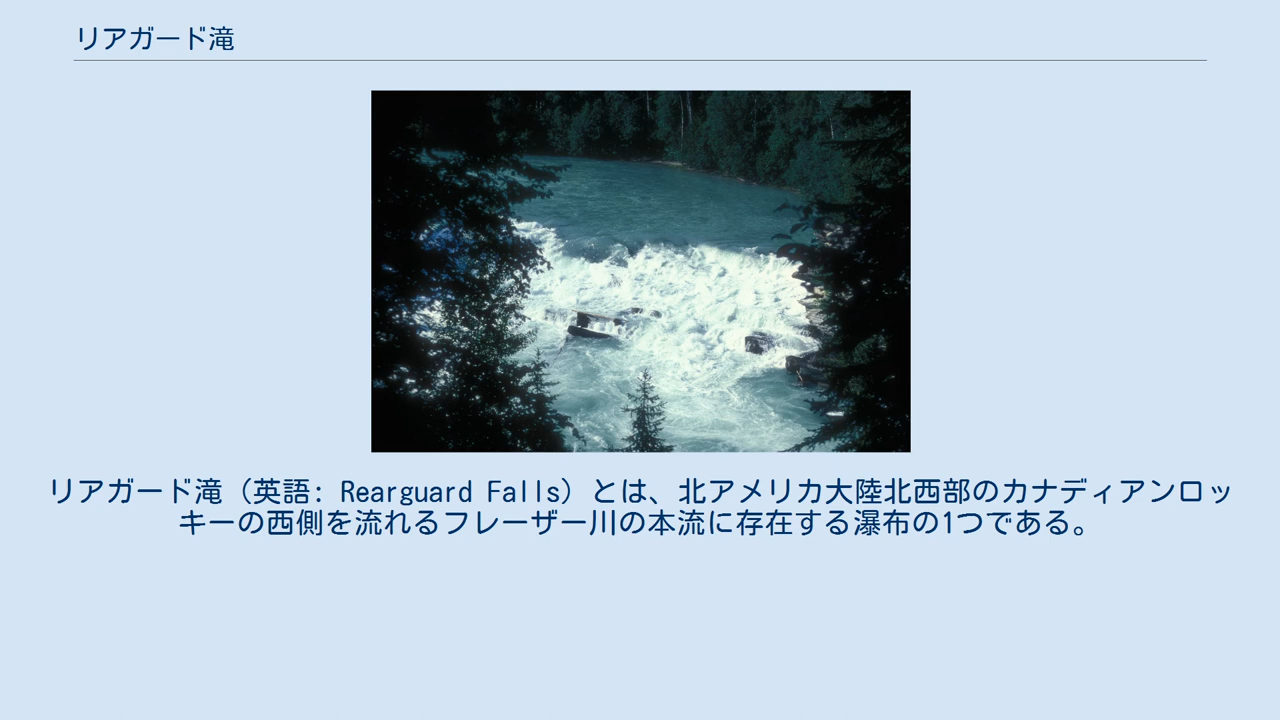 リアガード滝
リアガード滝（英語: Rearguard Falls）とは、北アメリカ大陸北西部のカナディアンロッ
キーの西側を流れるフレーザー川の本流に存在する瀑布の1つである。